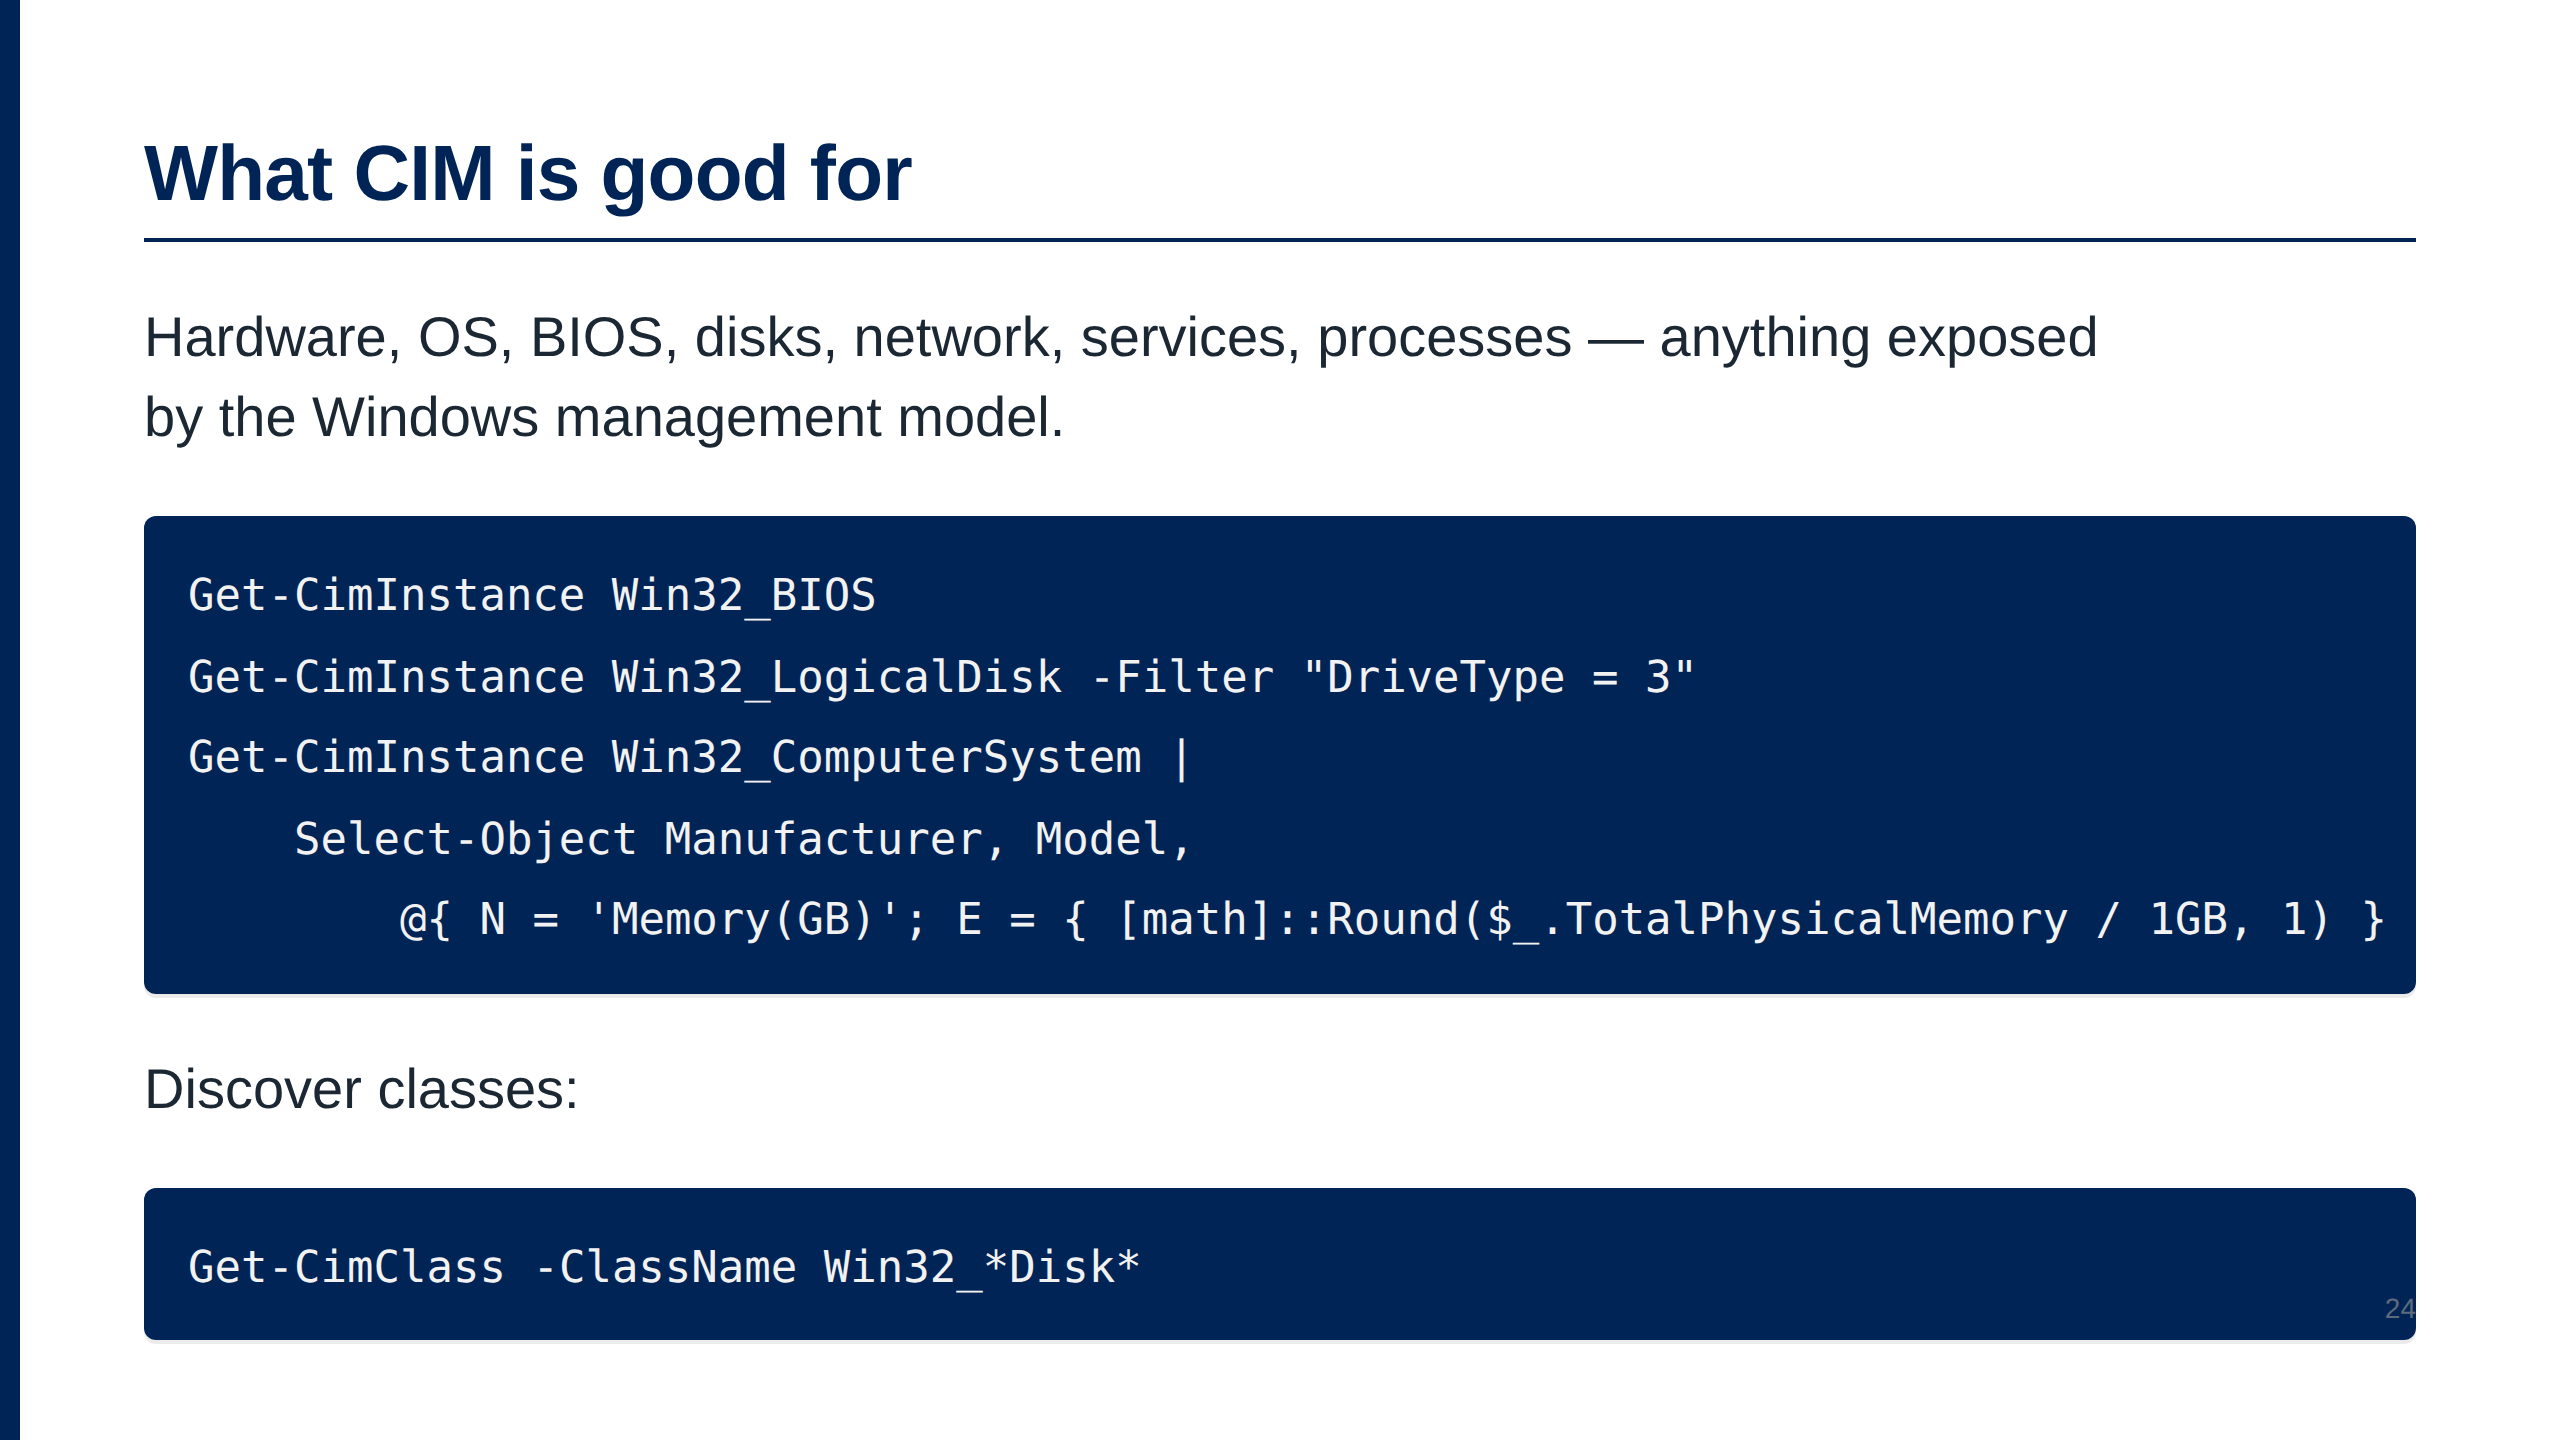 What CIM is good for
Hardware, OS, BIOS, disks, network, services, processes — anything exposed
by the Windows management model.
Get-CimInstance Win32_BIOS
Get-CimInstance Win32_LogicalDisk -Filter "DriveType = 3"
Get-CimInstance Win32_ComputerSystem |
    Select-Object Manufacturer, Model,
        @{ N = 'Memory(GB)'; E = { [math]::Round($_.TotalPhysicalMemory / 1GB, 1) }
Discover classes:
Get-CimClass -ClassName Win32_*Disk*
24